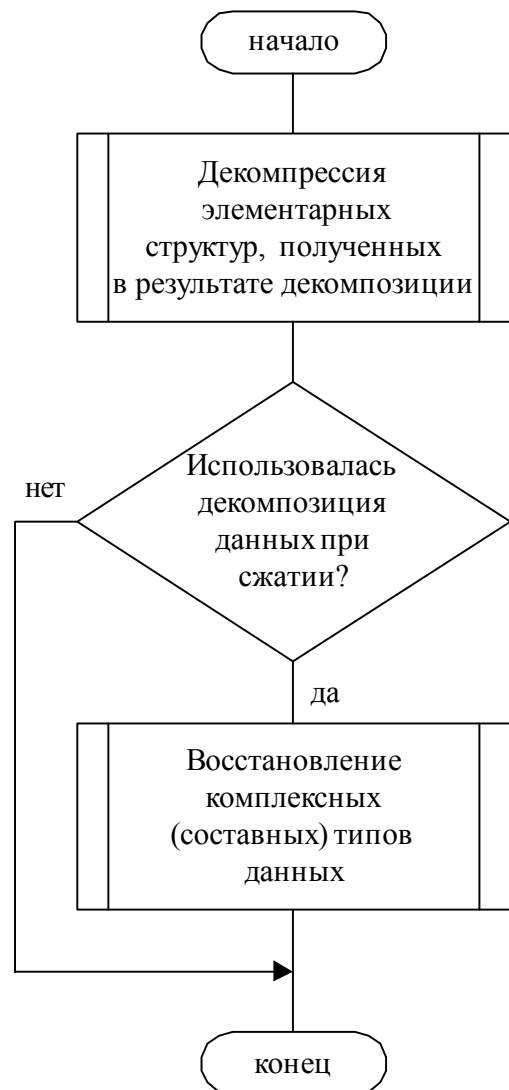 начало
Декомпрессия
элементарных
структур, полученных
в результате декомпозиции
Использовалась
декомпозиция
данных при
сжатии?
нет
да
Восстановление
комплексных
(составных) типов
данных
конец